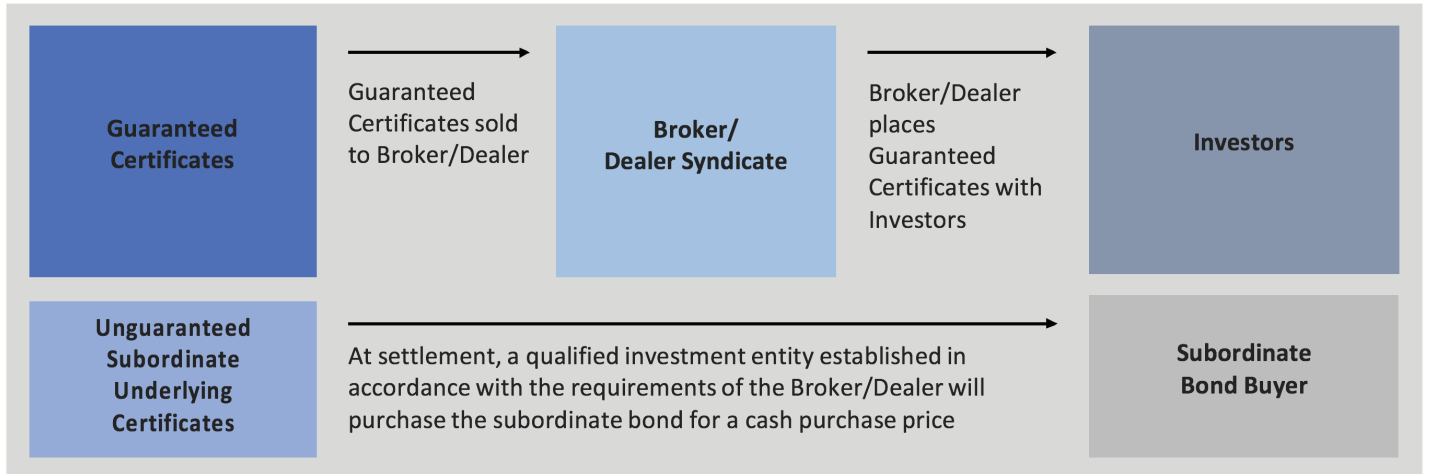 Guaranteed
Certificates
Guaranteed
Certificates sold
to Broker/Dealer
Broker/
Dealer Syndicate
Broker/Dealer
places
Guaranteed
Certificates with
Investors
Investors
Unguaranteed
Subordinate
Underlying
Certificates
At settlement, a qualified investment entity established in
accordance with the requirements of the Broker/Dealer will
purchase the subordinate bond for a cash purchase price
Subordinate
Bond Buyer